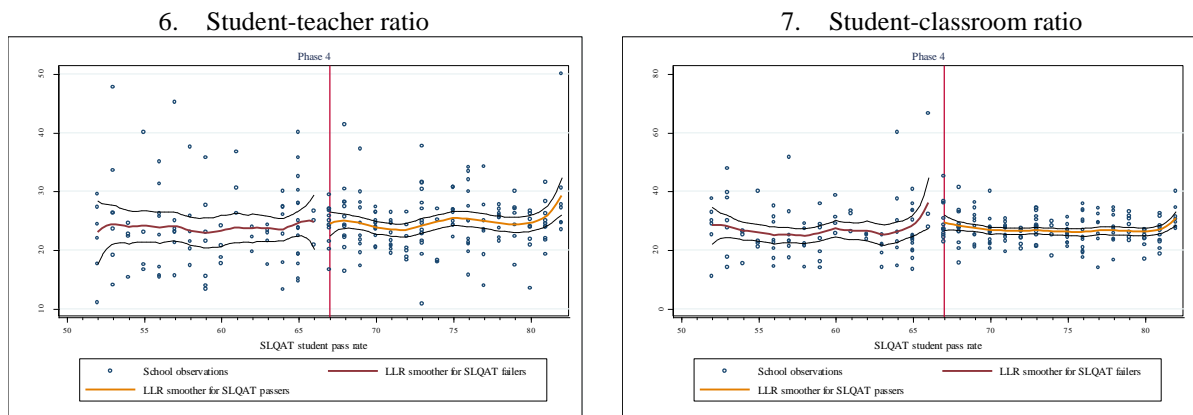 6. Student-teacher ratio
Phase 4
50
40
30
20
10
50 55 60 65 70 75 80
SLQAT student pass rate
School observations
LLR smoother for SLQAT failers
LLR smoother for SLQAT passers
7. Student-classroom ratio
Phase 4
80
60
40
20
0
50 55 60 65 70 75 80
SLQAT student pass rate
School observations
LLR smoother for SLQAT failers
LLR smoother for SLQAT passers